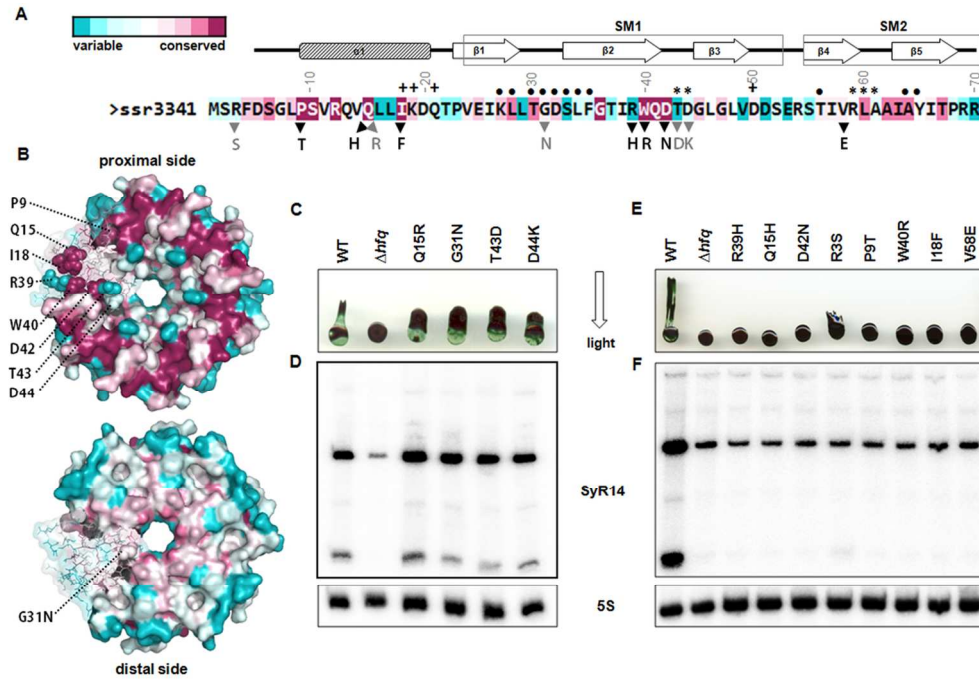 A
variable conserved
SM1
SM2
α1
β1
β2
β3
β4
β5
-10
-20
-30
-40
-50
-60
-70
>ssr3341 MSRFDSGLPSVRQVQLLIKDQTPVEIKLLTGDSLFGTIRWQDTDGLGLVDDSERSTIVRLAAIAYITPRR
S T H R F N H R N D K E
B
proximal side
P9
Q15
I18
R39
W40
D42
T43
D44
G31N
distal side
C
WT Δhfq Q15R G31N T43D D44K
light
D
SyR14
5S
E
WT Δhfq R39H Q15H D42N R3S P9T W40R I18F V58E
F